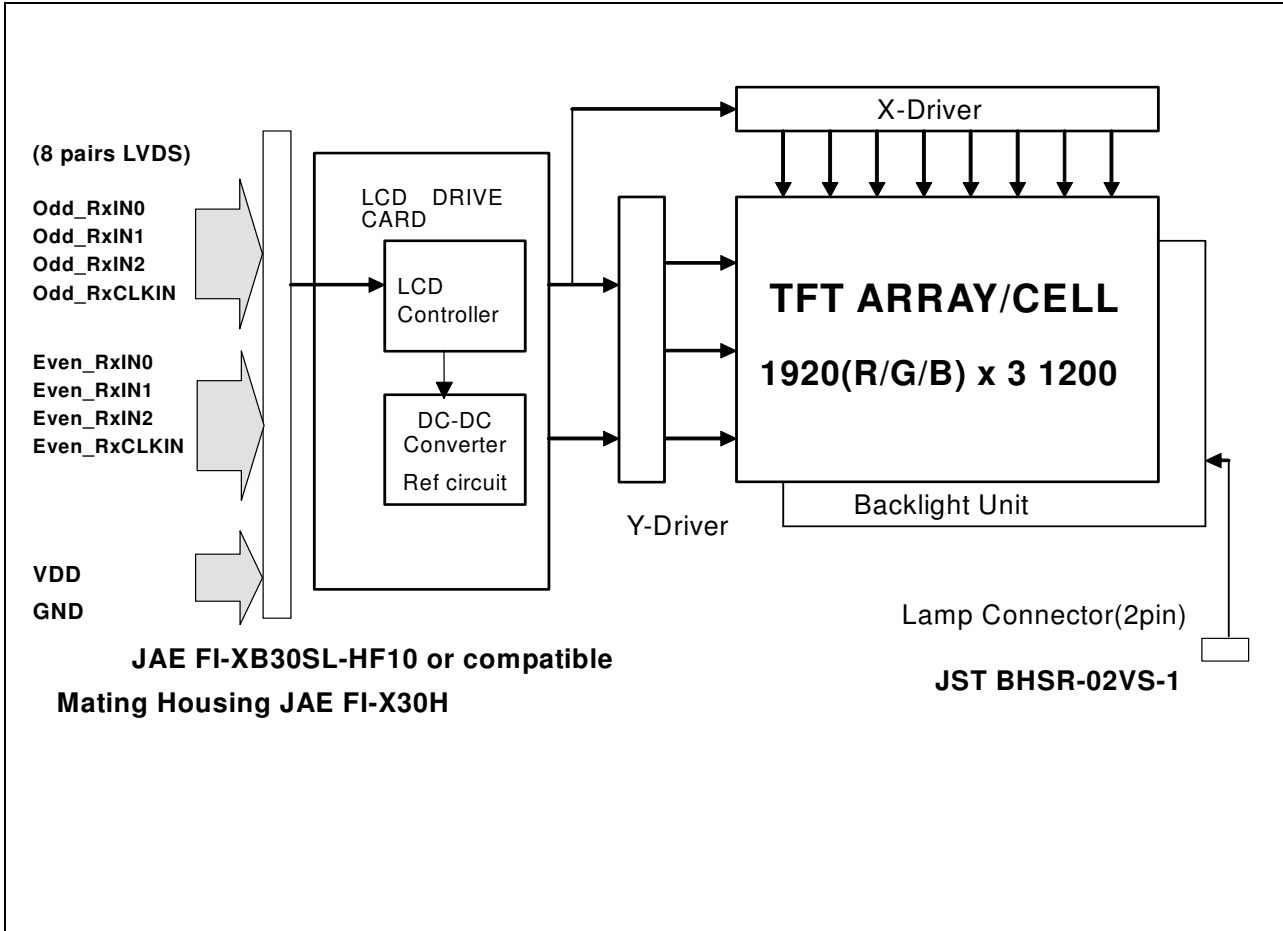 (8 pairs LVDS)
Odd_RxIN0
Odd_RxIN1
Odd_RxIN2
Odd_RxCLKIN
Even_RxIN0
Even_RxIN1
Even_RxIN2
Even_RxCLKIN
VDD
GND
JAE FI-XB30SL-HF10 or compatible
Mating Housing JAE FI-X30H
LCD DRIVE
CARD
LCD
Controller
DC-DC
Converter
Ref circuit
Y-Driver
X-Driver
TFT ARRAY/CELL
1920(R/G/B) x 3 1200
Backlight Unit
Lamp Connector(2pin)
JST BHSR-02VS-1